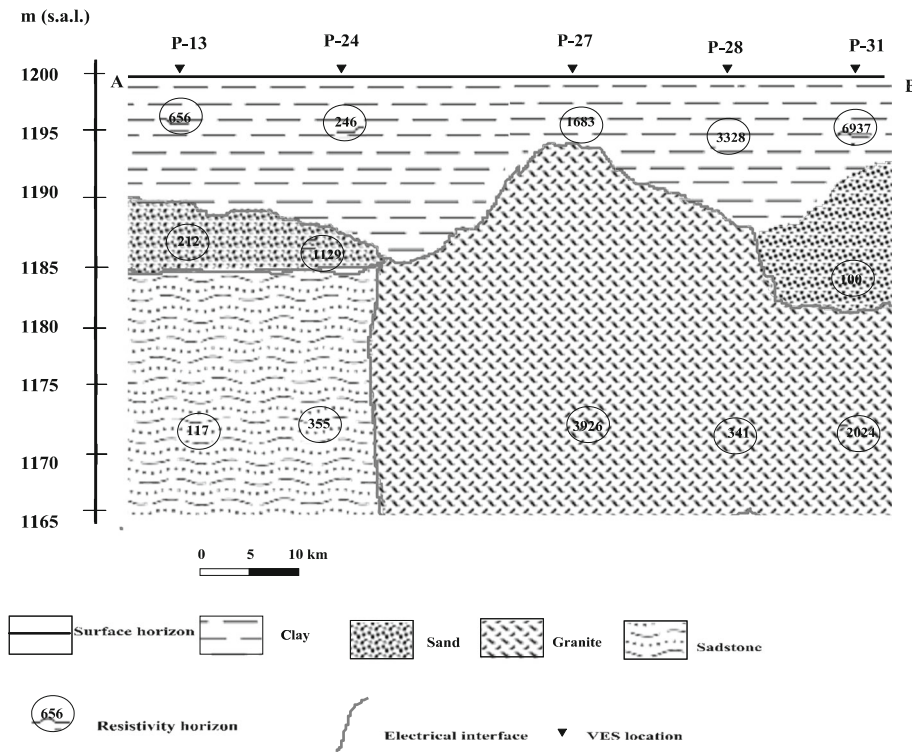 m (s.a.l.)
P-13 P-24 P-27 P-28 P-31
1200 A
1195 656 246 1683 3328 6937
1190
212 1129
1185 100
1180
1175
117 355 3926 341 2024
1170
1165
0 5 10 km
Surface horizon Clay Sand Granite Sadstone
656 Resistivity horizon Electrical interface VES location